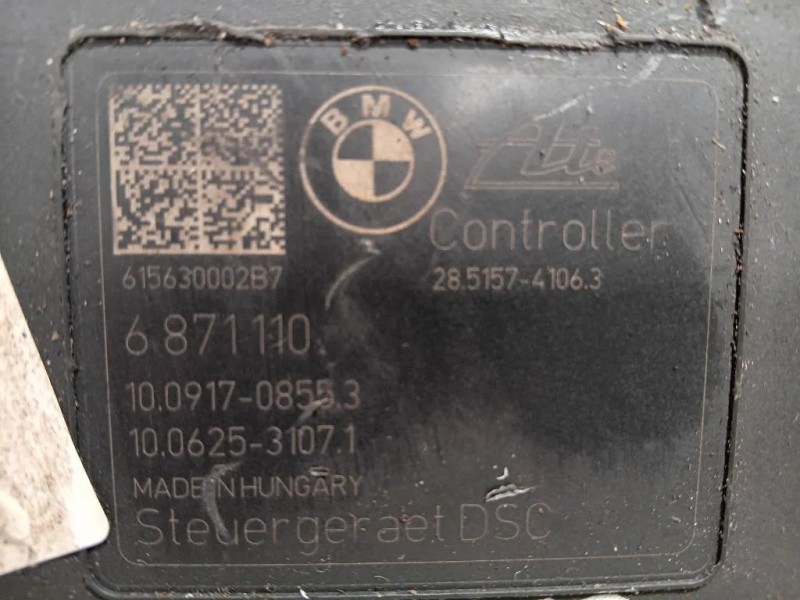 BMW
Ate
Controller
615630002B7
28.5157-4106.3
6 871 110
10.0917-0855.3
10.0625-3107.1
MADE IN HUNGARY
Steuergeraet DSC